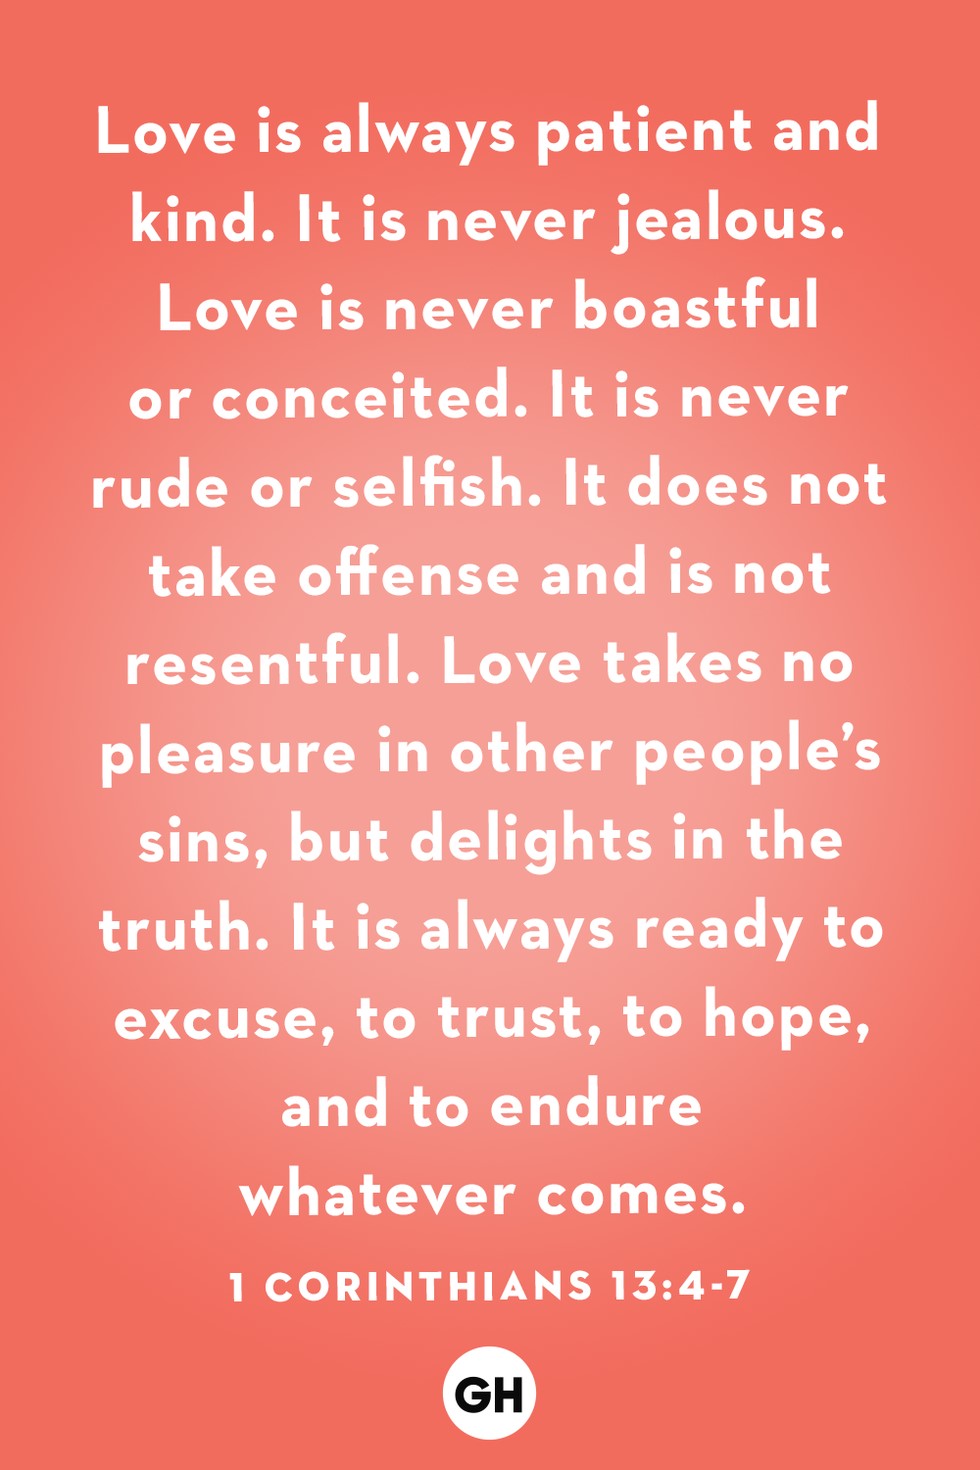 Love is always patient and
kind. It is never jealous.
Love is never boastful
or conceited. It is never
rude or selfish. It does not
take offense and is not
resentful. Love takes no
pleasure in other people’s
sins, but delights in the
truth. It is always ready to
excuse, to trust, to hope,
and to endure
whatever comes.
1 CORINTHIANS 13:4-7
GH